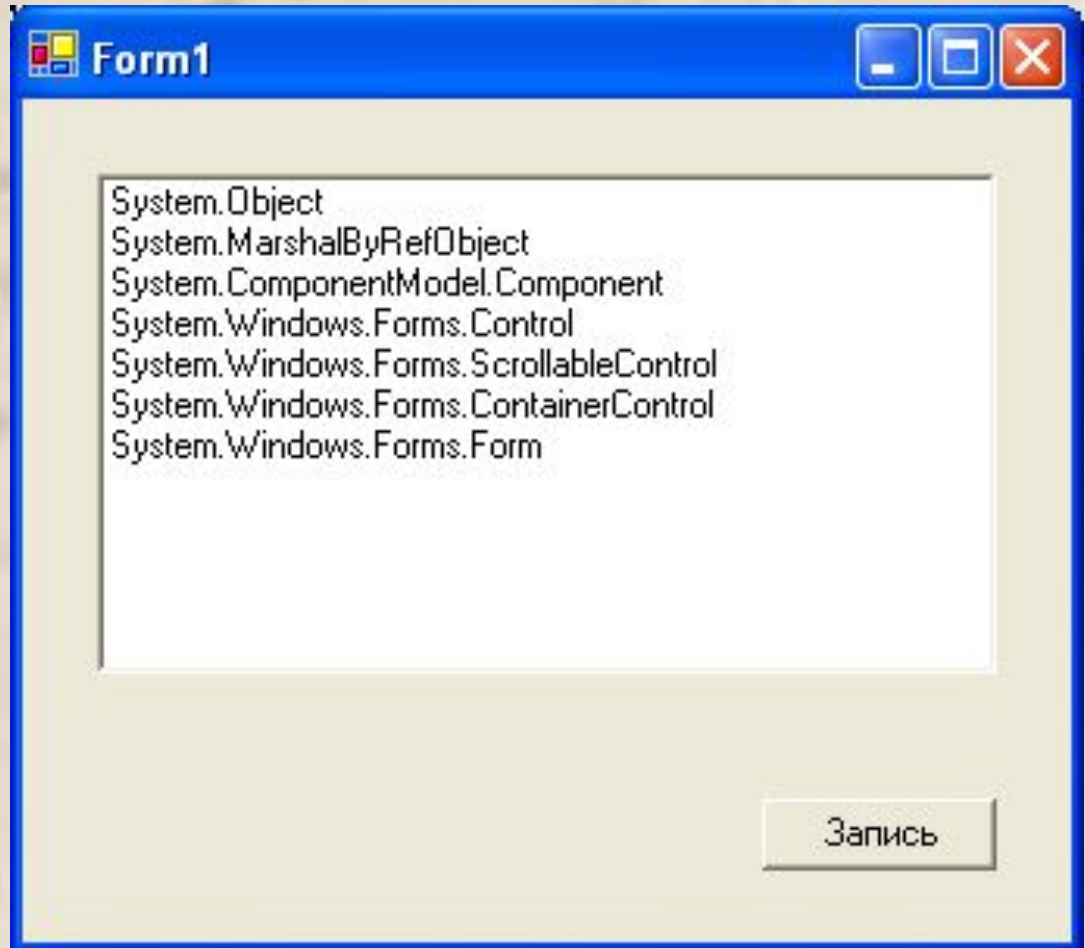 Form1
System.Object
System.MarshalByRefObject
System.ComponentModel.Component
System.Windows.Forms.Control
System.Windows.Forms.ScrollableControl
System.Windows.Forms.ContainerControl
System.Windows.Forms.Form
Запись